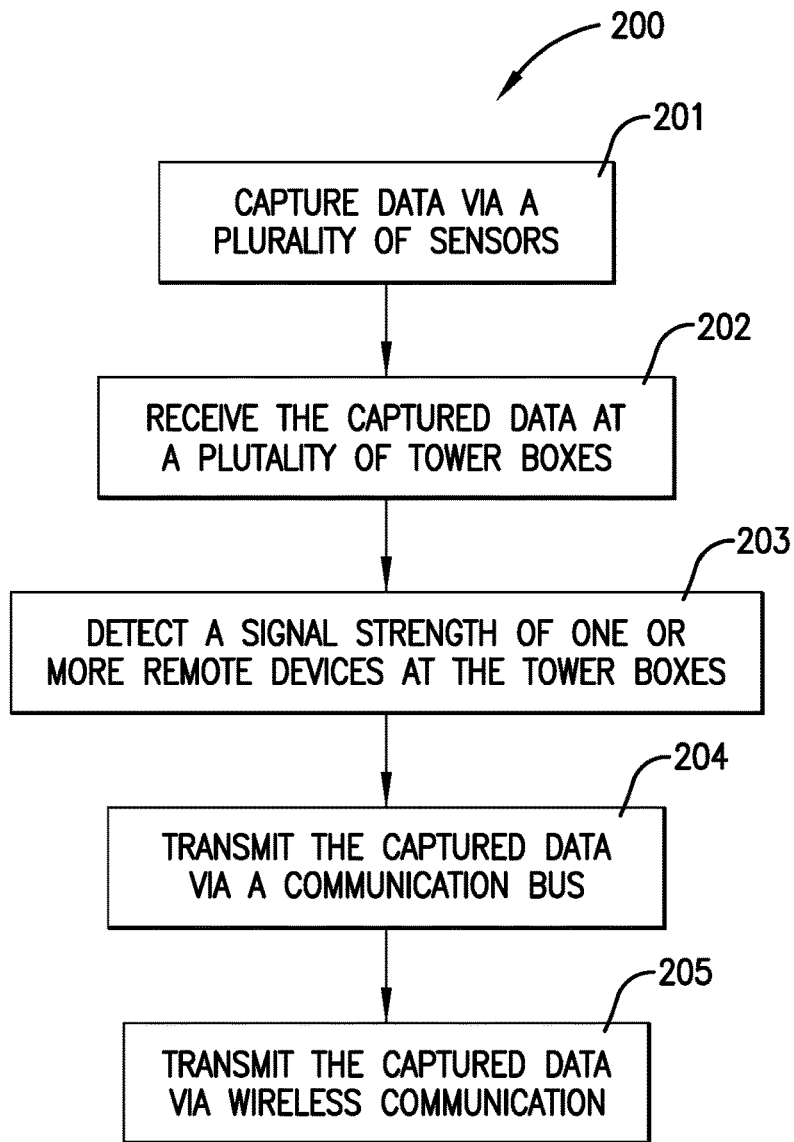 200
201
CAPTURE DATA VIA A
PLURALITY OF SENSORS
202
RECEIVE THE CAPTURED DATA AT
A PLUTALITY OF TOWER BOXES
203
DETECT A SIGNAL STRENGTH OF ONE OR
MORE REMOTE DEVICES AT THE TOWER BOXES
204
TRANSMIT THE CAPTURED DATA
VIA A COMMUNICATION BUS
205
TRANSMIT THE CAPTURED DATA
VIA WIRELESS COMMUNICATION